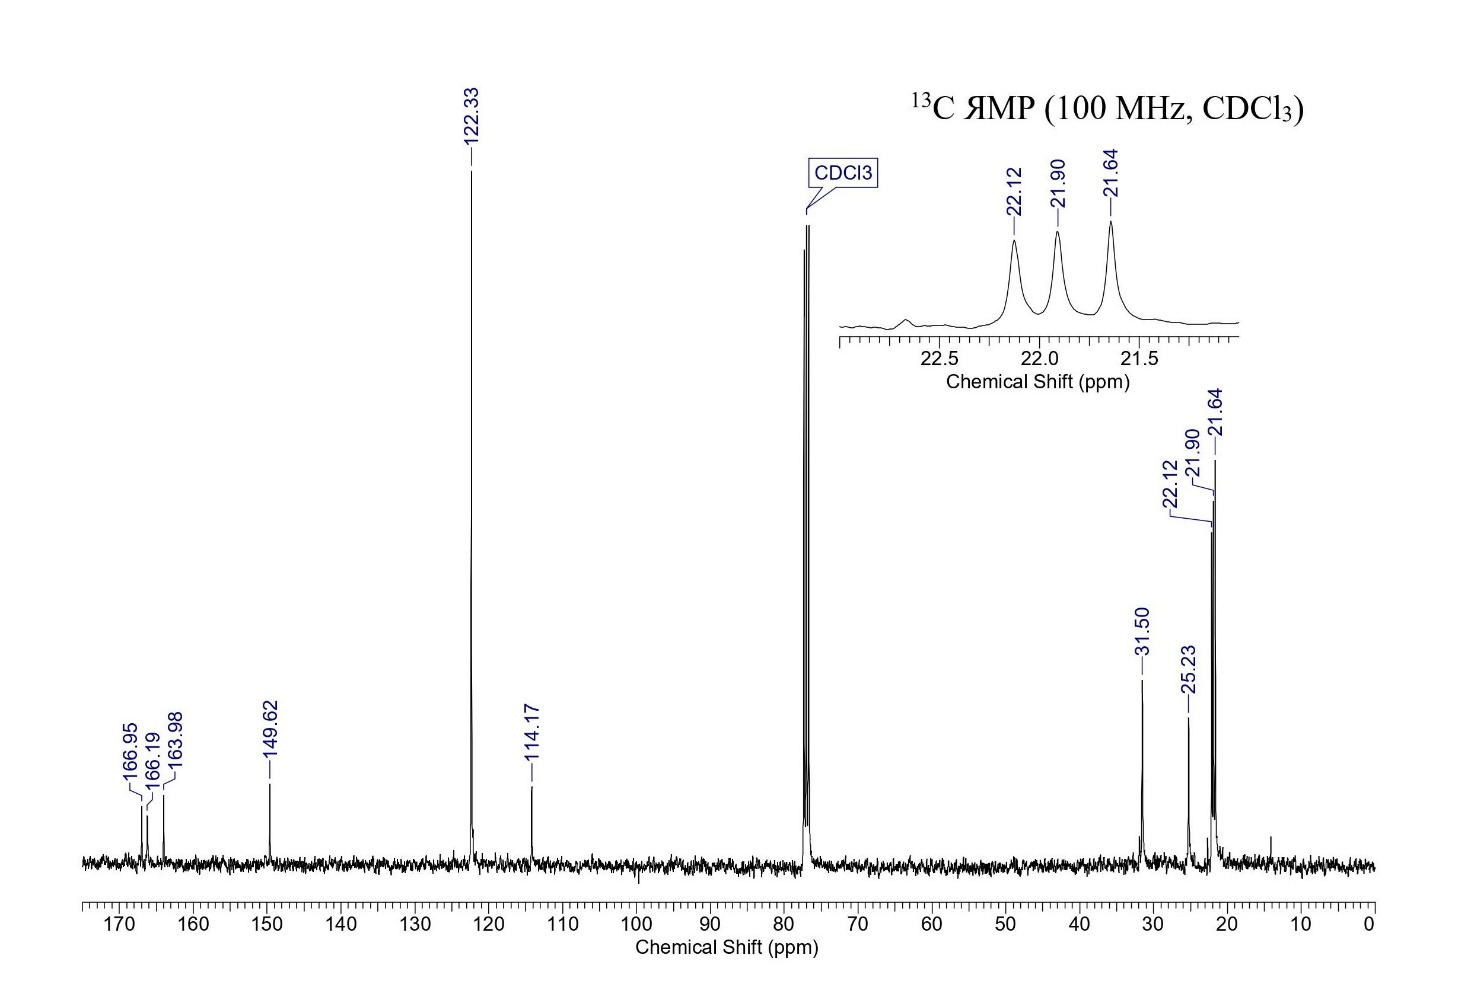 ¹³C ЯМР (100 MHz, CDCl₃)
122.33
CDCl3
22.12
21.90
21.64
22.5 22.0 21.5
Chemical Shift (ppm)
166.95
166.19
163.98
149.62
114.17
31.50
25.23
22.12
21.90
21.64
170 160 150 140 130 120 110 100 90 80 70 60 50 40 30 20 10 0
Chemical Shift (ppm)